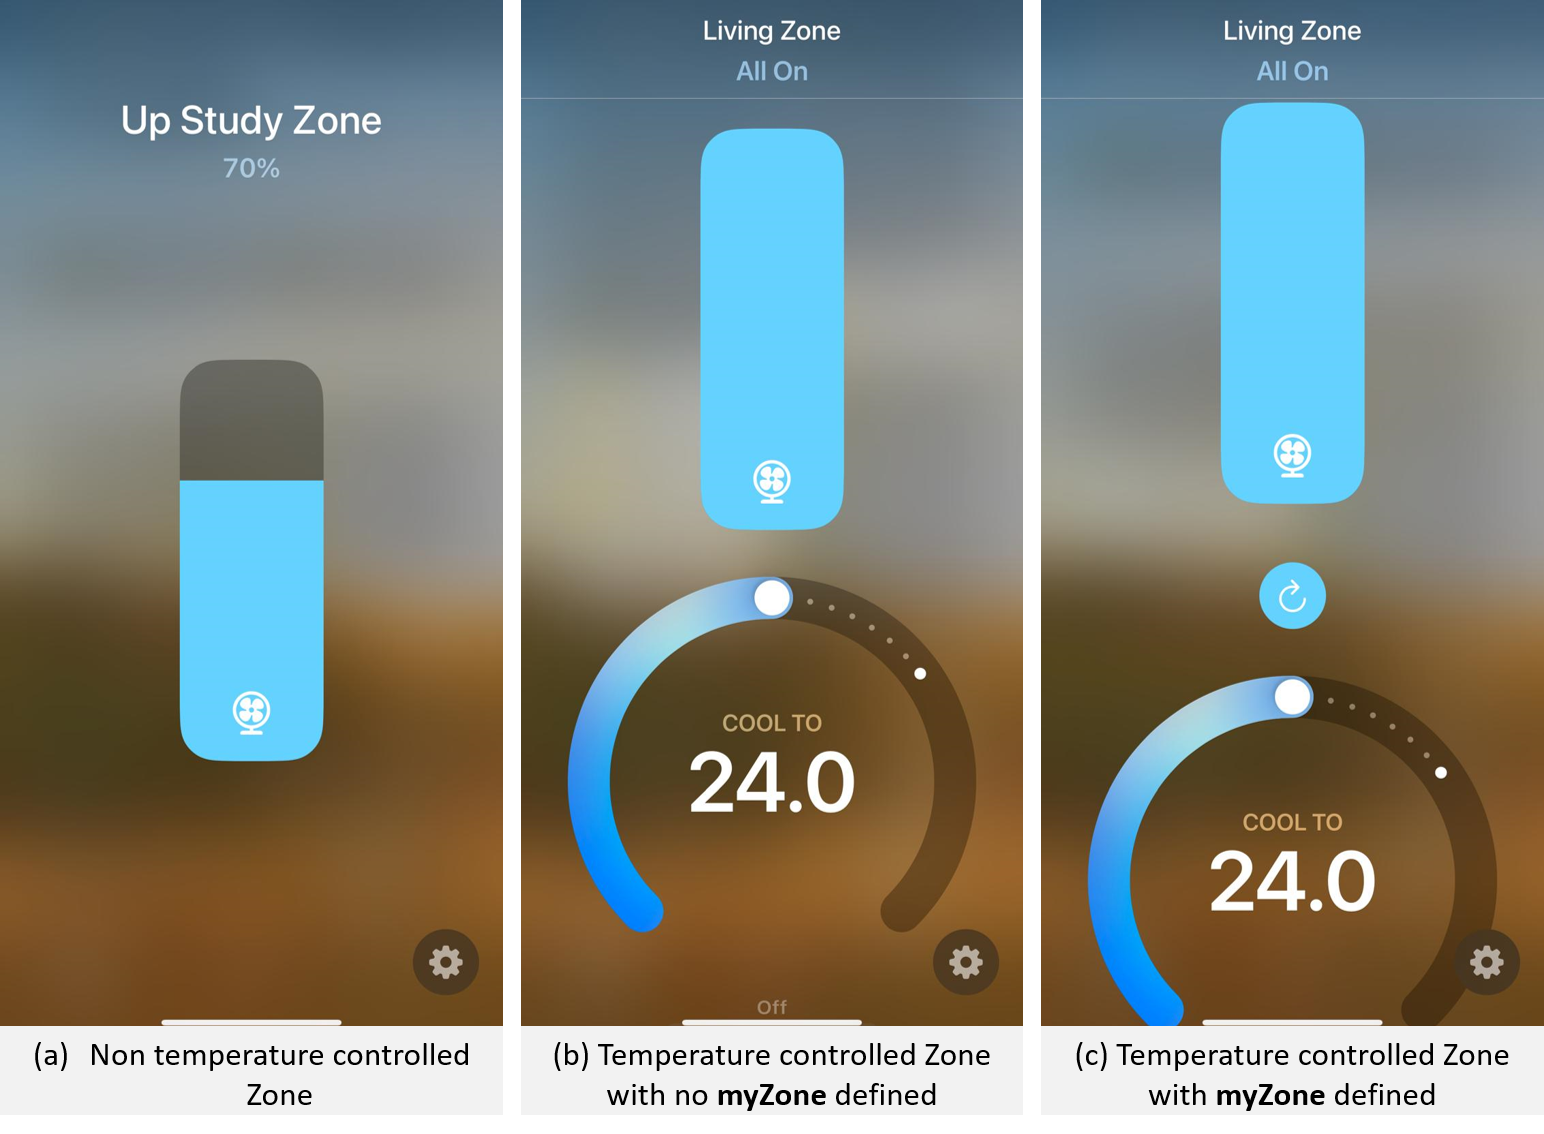 Up Study Zone
70%
(a) Non temperature controlled
Zone
Living Zone
All On
COOL TO
24.0
Off
(b) Temperature controlled Zone
with no myZone defined
Living Zone
All On
COOL TO
24.0
(c) Temperature controlled Zone
with myZone defined